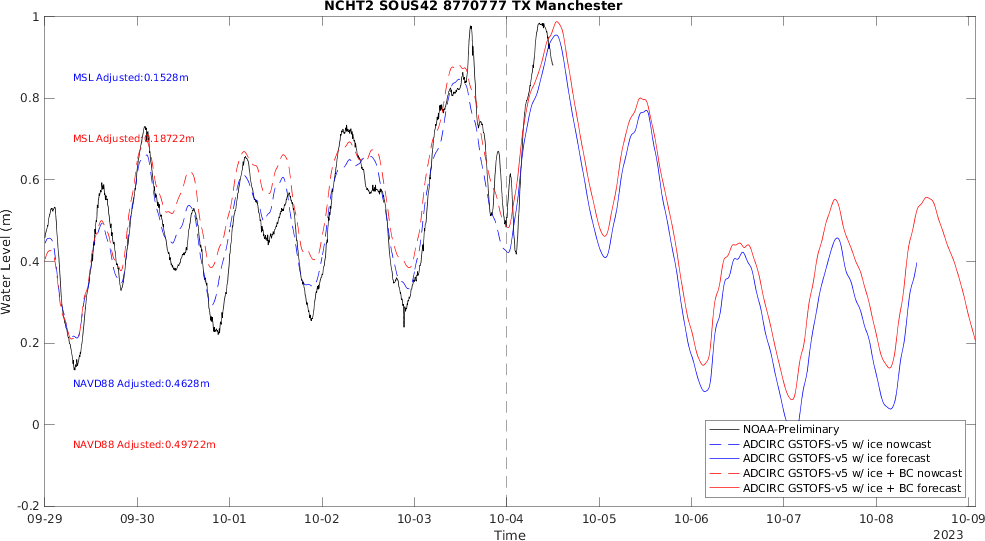 NCHT2 SOUS42 8770777 TX Manchester
1
0.8
0.6
0.4
0.2
0
-0.2
Water Level (m)
MSL Adjusted:0.1528m
MSL Adjusted:0.18722m
NAVD88 Adjusted:0.4628m
NAVD88 Adjusted:0.49722m
NOAA-Preliminary
ADCIRC GSTOFS-v5 w/ ice nowcast
ADCIRC GSTOFS-v5 w/ ice forecast
ADCIRC GSTOFS-v5 w/ ice + BC nowcast
ADCIRC GSTOFS-v5 w/ ice + BC forecast
09-29 09-30 10-01 10-02 10-03 10-04 10-05 10-06 10-07 10-08 10-09
Time
2023